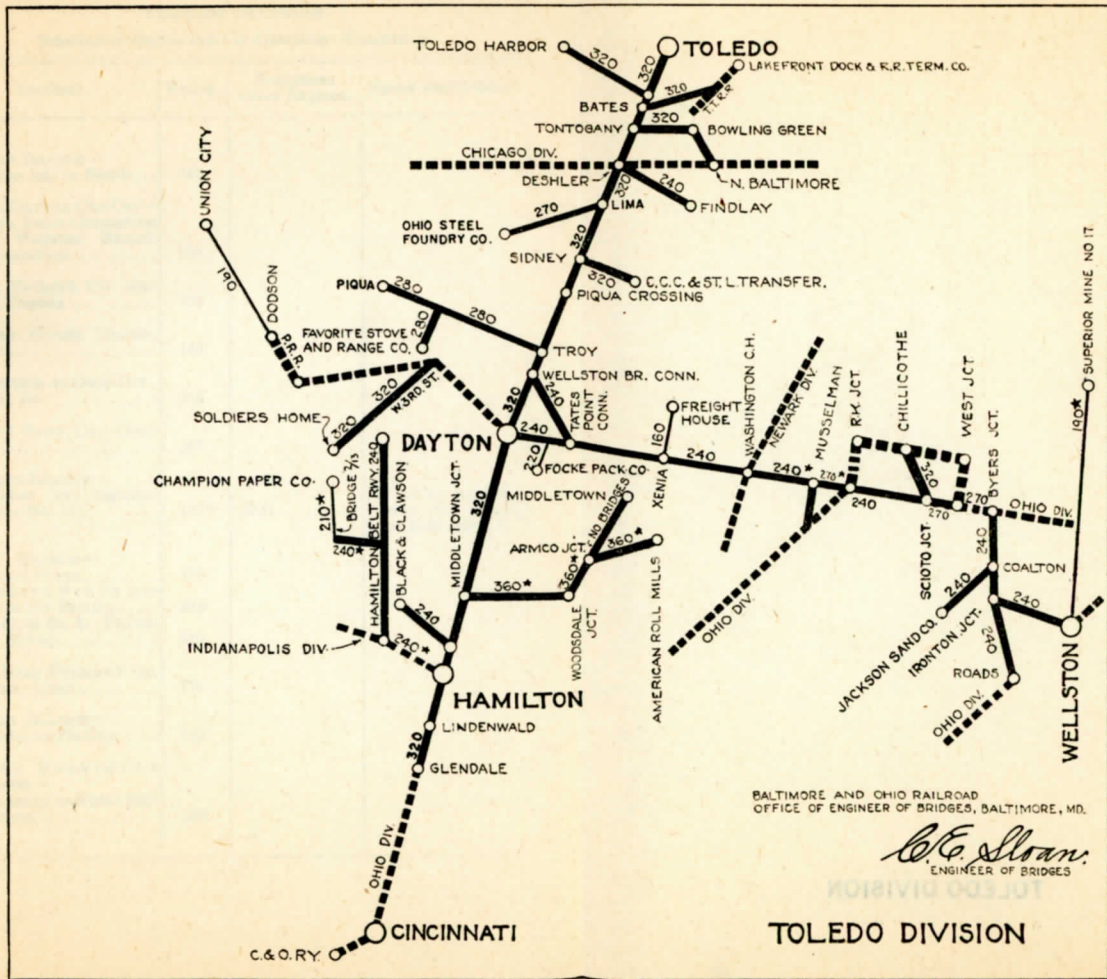 TOLEDO HARBOR
TOLEDO
320
320
LAKEFRONT DOCK & R.R. TERM. CO.
320
T.T.R.R.
BATES
TONTOGANY
320
BOWLING GREEN
CHICAGO DIV.
DESHLER
N. BALTIMORE
320
240
LIMA
FINDLAY
270
OHIO STEEL
FOUNDRY CO.
320
SIDNEY
320
C.C.C. & ST. L. TRANSFER.
PIQUA CROSSING
UNION CITY
190
DODSON
P.R.R.
PIQUA
280
280
280
FAVORITE STOVE
AND RANGE CO.
TROY
WELLSTON BR. CONN.
320
240
TATES
POINT
CONN.
320
W. 3RD. ST.
320
SOLDIERS HOME
DAYTON
240
220
FOCKE PACK CO.
FREIGHT
HOUSE
160
XENIA
240
WASHINGTON C.H.
NEWARK DIV.
240*
MUSSELMAN
270*
R.K. JCT.
240
CHILLICOTHE
320
270
SCIOTO JCT.
WEST JCT.
270
BYERS JCT.
OHIO DIV.
SUPERIOR MINE NO 17.
190*
240
COALTON
240
JACKSON SAND CO.
IRONTON JCT.
240
240
ROADS
OHIO DIV.
WELLSTON
OHIO DIV.
CHAMPION PAPER CO.
210*
BRIDGE 2/13
240*
HAMILTON BELT RWY. 240
BLACK & CLAWSON
240
MIDDLETOWN JCT.
320
MIDDLETOWN
NO BRIDGES
ARMCO JCT.
360*
360*
360*
WOODSDALE
JCT.
AMERICAN ROLL MILLS
INDIANAPOLIS DIV.
240*
HAMILTON
LINDENWALD
320
GLENDALE
OHIO DIV.
CINCINNATI
C. & O. RY.
BALTIMORE AND OHIO RAILROAD
OFFICE OF ENGINEER OF BRIDGES, BALTIMORE, MD.
C.E. Sloan.
ENGINEER OF BRIDGES
TOLEDO DIVISION
TOLEDO DIVISION